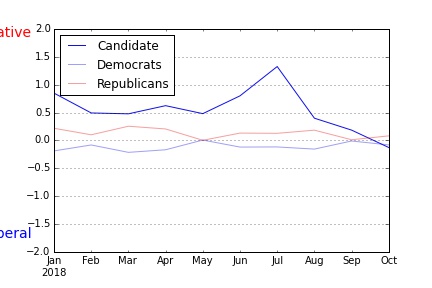 ative
2.0
1.5
1.0
0.5
0.0
−0.5
−1.0
−1.5
−2.0
beral
Candidate
Democrats
Republicans
Jan
2018
Feb
Mar
Apr
May
Jun
Jul
Aug
Sep
Oct